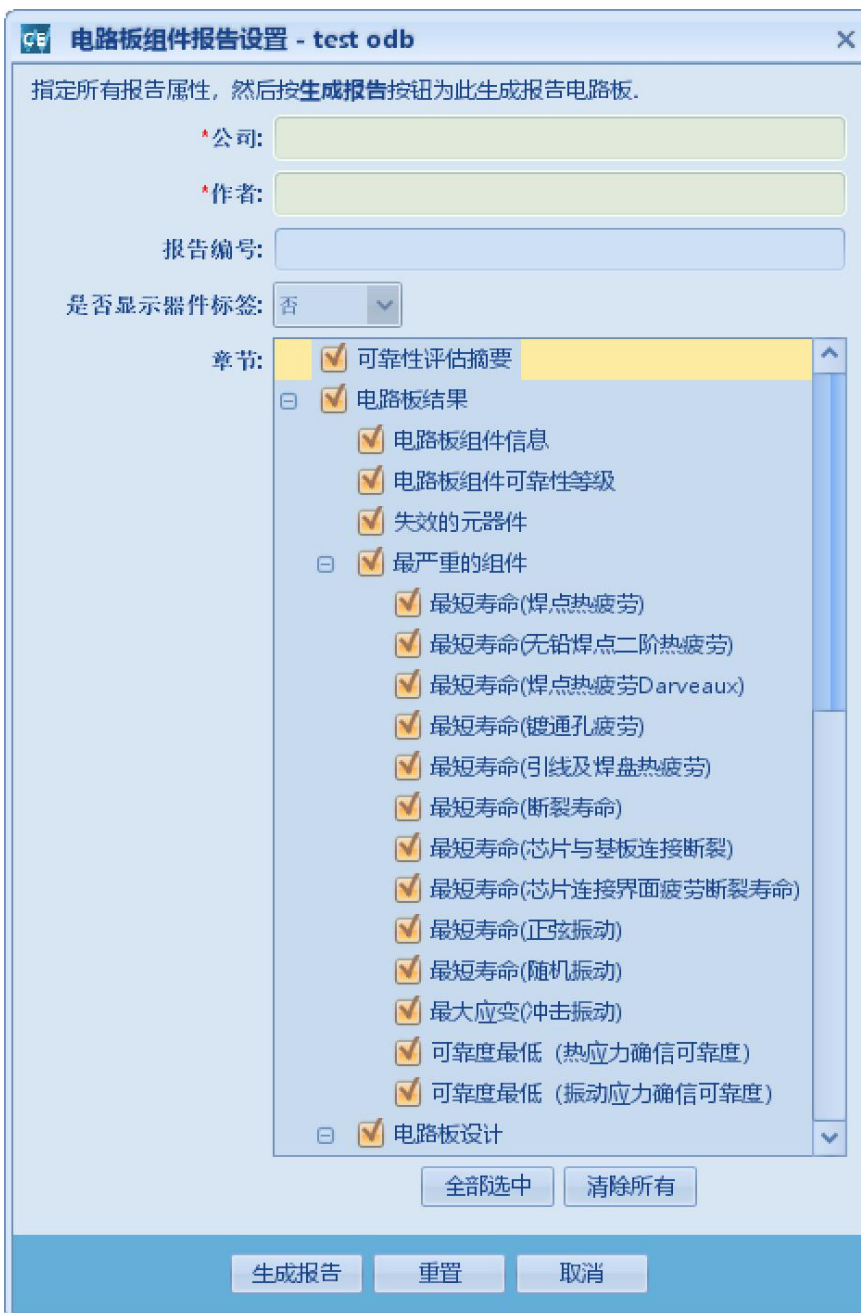 CE 电路板组件报告设置 - test odb
指定所有报告属性，然后按生成报告按钮为此生成报告电路板.
*公司:
*作者:
报告编号:
是否显示器件标签: 否
章节: 可靠性评估摘要
电路板结果
电路板组件信息
电路板组件可靠性等级
失效的元器件
最严重的组件
最短寿命(焊点热疲劳)
最短寿命(无铅焊点二阶热疲劳)
最短寿命(焊点热疲劳Darveaux)
最短寿命(镀通孔疲劳)
最短寿命(引线及焊盘热疲劳)
最短寿命(断裂寿命)
最短寿命(芯片与基板连接断裂)
最短寿命(芯片连接界面疲劳断裂寿命)
最短寿命(正弦振动)
最短寿命(随机振动)
最大应变(冲击振动)
可靠度最低（热应力确信可靠度）
可靠度最低（振动应力确信可靠度）
电路板设计
全部选中 清除所有
生成报告 重置 取消